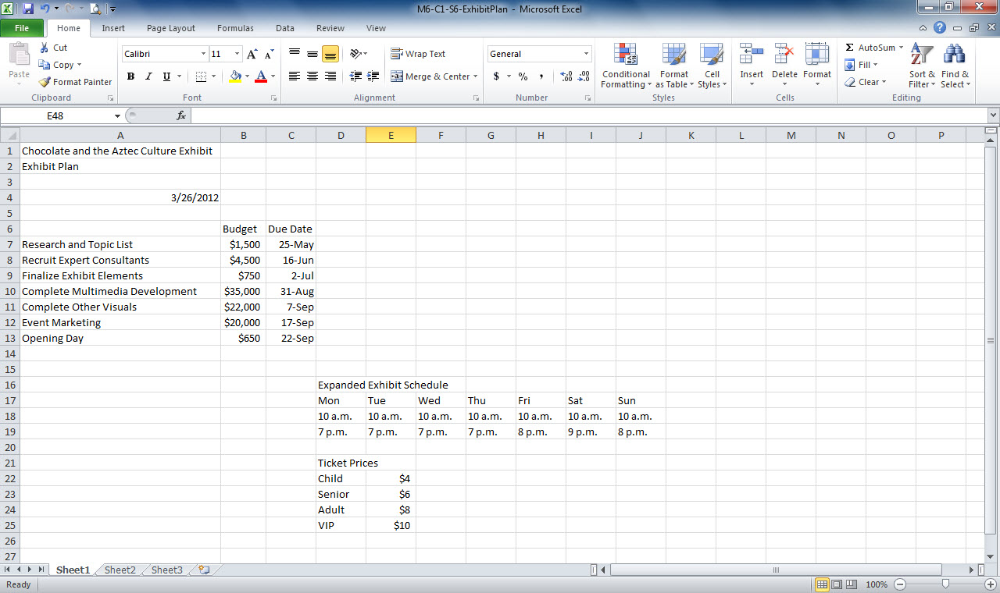 M6-C1-S6-ExhibitPlan - Microsoft Excel
File Home Insert Page Layout Formulas Data Review View
Paste
Cut
Copy
Format Painter
Clipboard
Calibri 11
B I U
Font
Wrap Text
Merge & Center
Alignment
General
$ % ,
Number
Conditional Formatting
Format as Table
Cell Styles
Styles
Insert Delete Format
Cells
Σ AutoSum
Fill
Clear
Sort & Filter
Find & Select
Editing
E48 fx
A B C D E F G H I J K L M N O P
1 Chocolate and the Aztec Culture Exhibit
2 Exhibit Plan
3
4 3/26/2012
5
6 Budget Due Date
7 Research and Topic List $1,500 25-May
8 Recruit Expert Consultants $4,500 16-Jun
9 Finalize Exhibit Elements $750 2-Jul
10 Complete Multimedia Development $35,000 31-Aug
11 Complete Other Visuals $22,000 7-Sep
12 Event Marketing $20,000 17-Sep
13 Opening Day $650 22-Sep
14
15
16 Expanded Exhibit Schedule
17 Mon Tue Wed Thu Fri Sat Sun
18 10 a.m. 10 a.m. 10 a.m. 10 a.m. 10 a.m. 10 a.m. 10 a.m.
19 7 p.m. 7 p.m. 7 p.m. 7 p.m. 8 p.m. 9 p.m. 8 p.m.
20
21 Ticket Prices
22 Child $4
23 Senior $6
24 Adult $8
25 VIP $10
26
27
Sheet1 Sheet2 Sheet3
Ready 100%